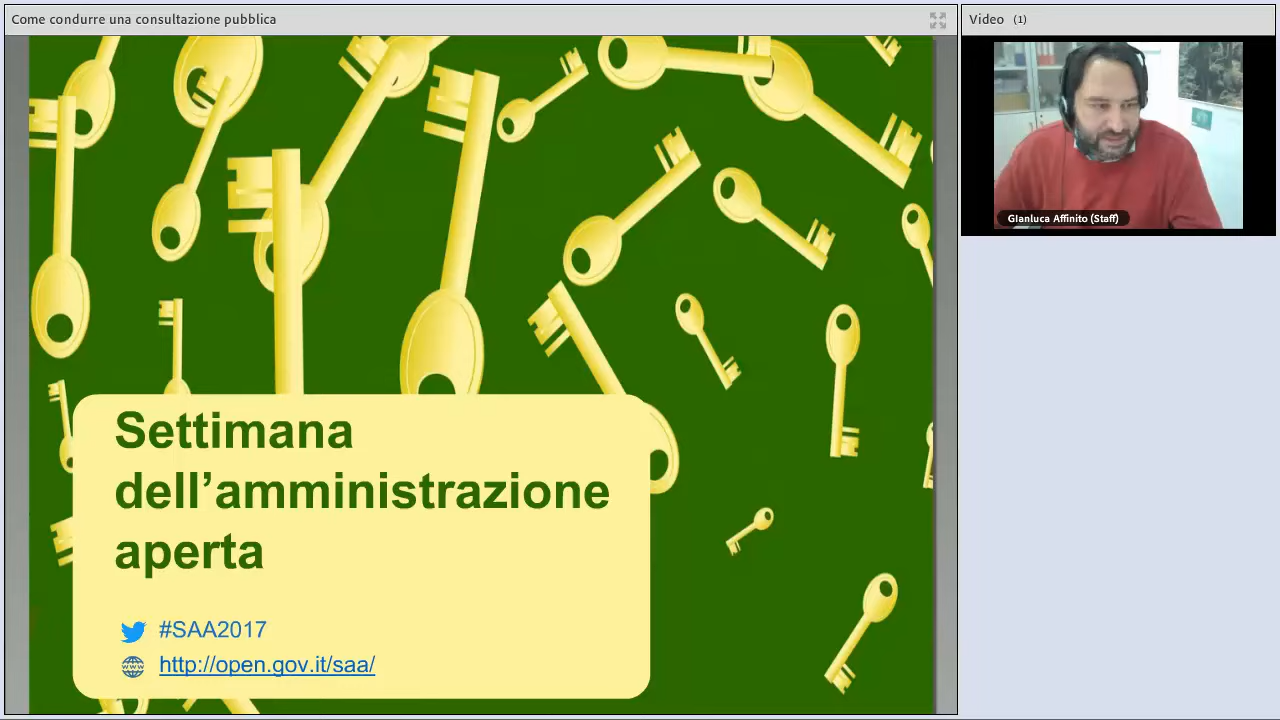 Come condurre una consultazione pubblica
Video (1)
Gianluca Affinito (Staff)
Settimana
dell’amministrazione
aperta
#SAA2017
www
http://open.gov.it/saa/